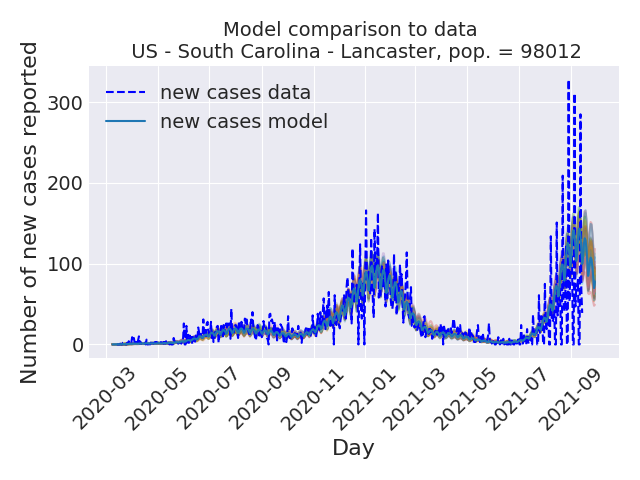 Model comparison to data
US - South Carolina - Lancaster, pop. = 98012
Number of new cases reported
new cases data
new cases model
300
200
100
0
2020-03
2020-05
2020-07
2020-09
2020-11
2021-01
2021-03
2021-05
2021-07
2021-09
Day